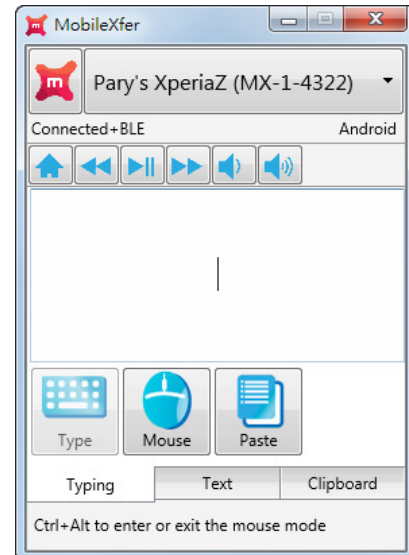 MobileXfer
m
Pary's XperiaZ (MX-1-4322)
Connected+BLE Android
Type Mouse Paste
Typing Text Clipboard
Ctrl+Alt to enter or exit the mouse mode